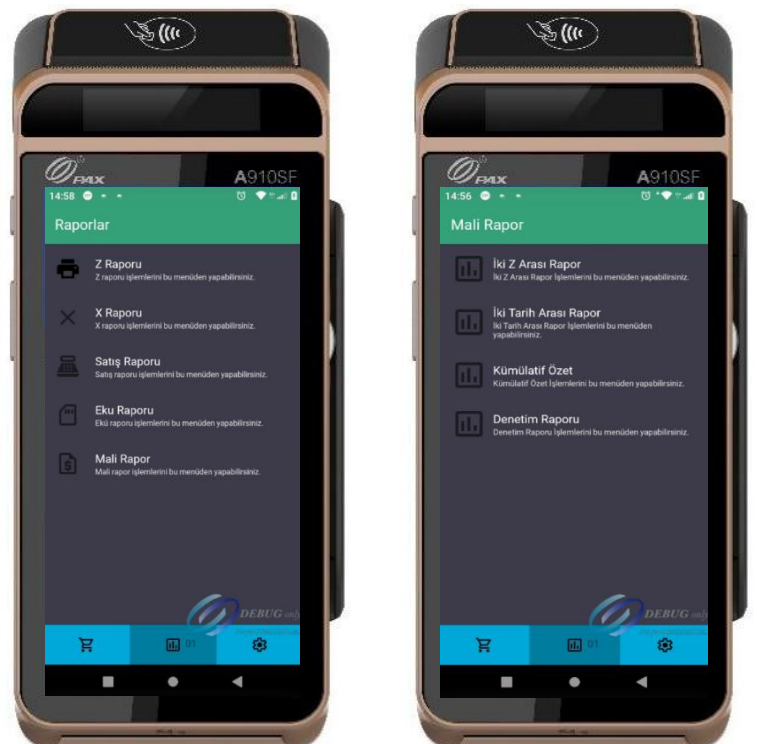 PAX
A910SF
14:58
Raporlar
Z Raporu
Z raporu işlemlerini bu menüden yapabilirsiniz.
X Raporu
X raporu işlemlerini bu menüden yapabilirsiniz.
Satış Raporu
Satış raporu işlemlerini bu menüden yapabilirsiniz.
Eku Raporu
Ekü raporu işlemlerini bu menüden yapabilirsiniz.
Mali Rapor
Mali rapor işlemlerini bu menüden yapabilirsiniz.
DEBUG only
01
PAX
A910SF
14:56
Mali Rapor
İki Z Arası Rapor
İki Z Arası Rapor İşlemlerini bu menüden yapabilirsiniz.
İki Tarih Arası Rapor
İki Tarih Arası Rapor İşlemlerini bu menüden
yapabilirsiniz.
Kümülatif Özet
Kümülatif Özet İşlemlerini bu menüden yapabilirsiniz.
Denetim Raporu
Denetim Raporu İşlemlerini bu menüden yapabilirsiniz.
DEBUG only
01